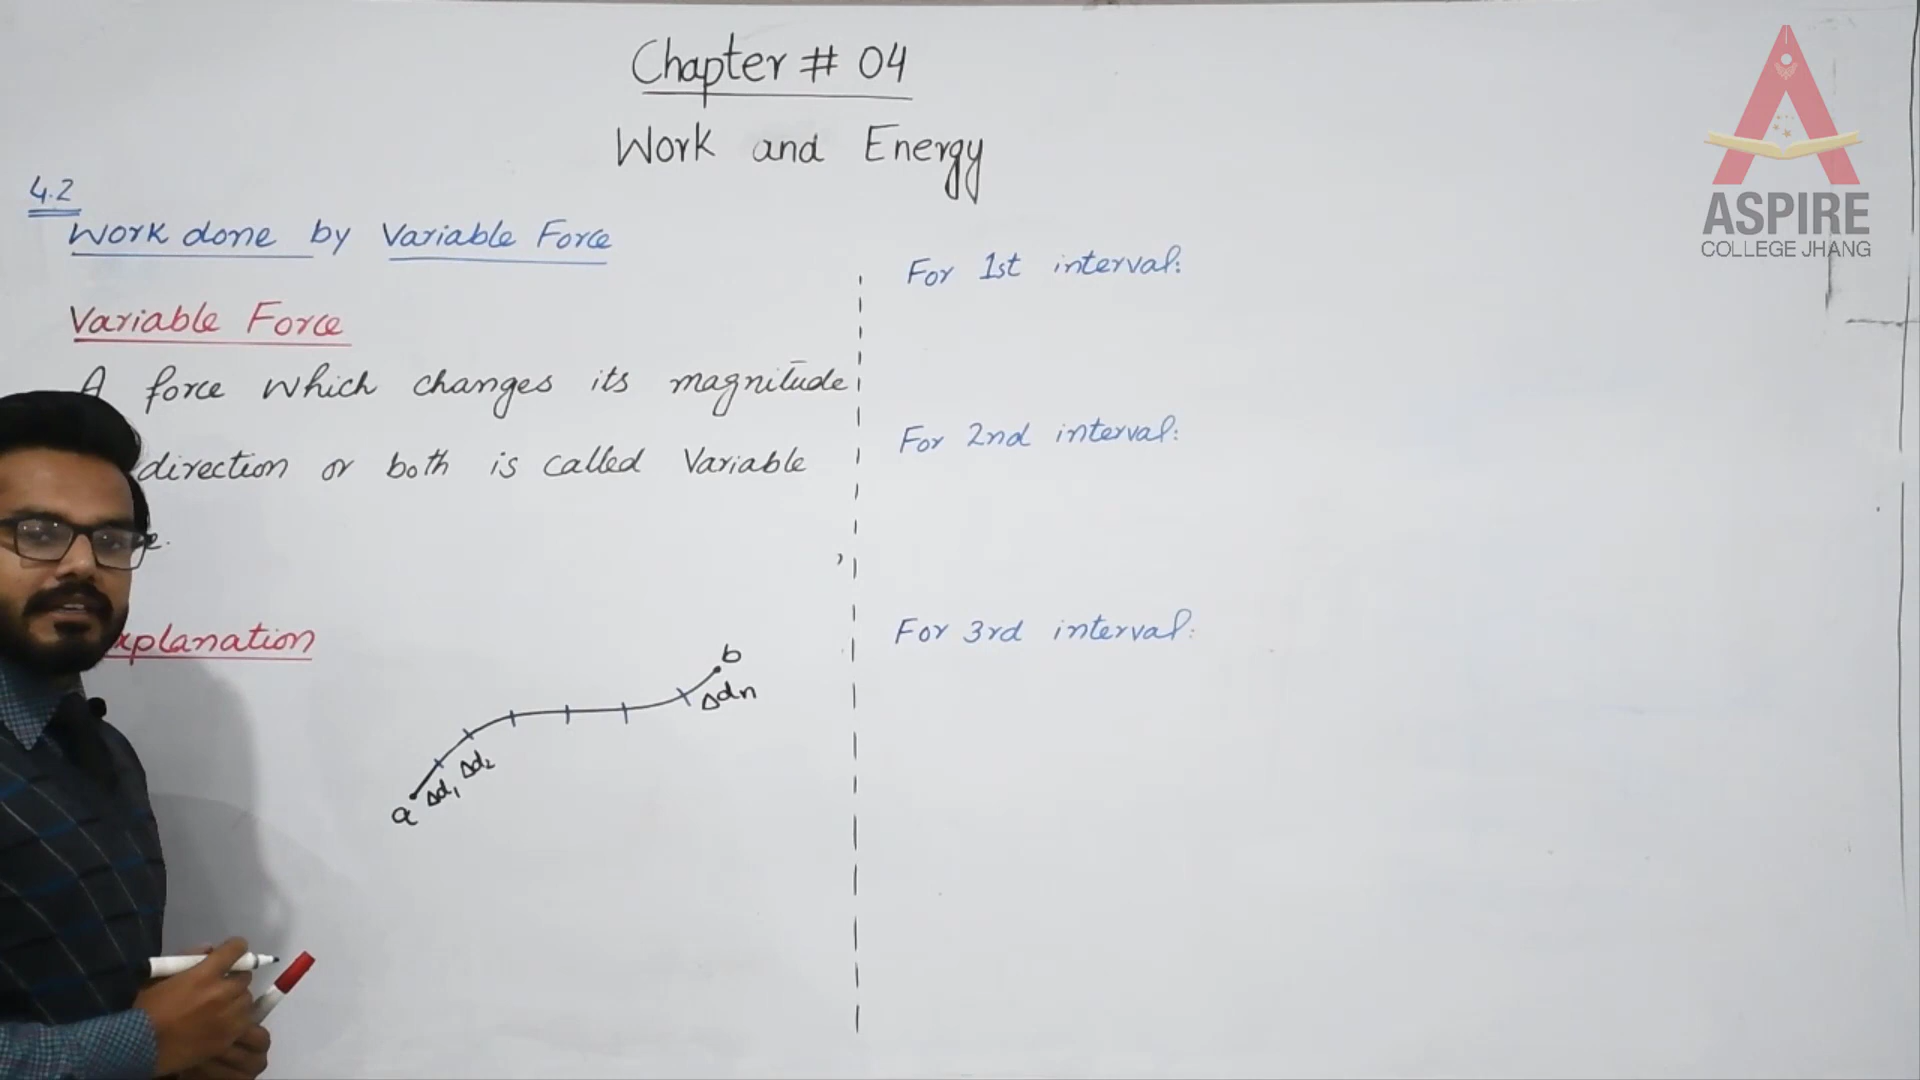 Chapter # 04
Work and Energy
4.2
Work done by Variable Force
Variable Force
A force which changes its magnitude
direction or both is called Variable
Explanation
a
Δd₁ Δd₂
Δdn
b
For 1st interval:
For 2nd interval:
For 3rd interval:
ASPIRE
COLLEGE JHANG